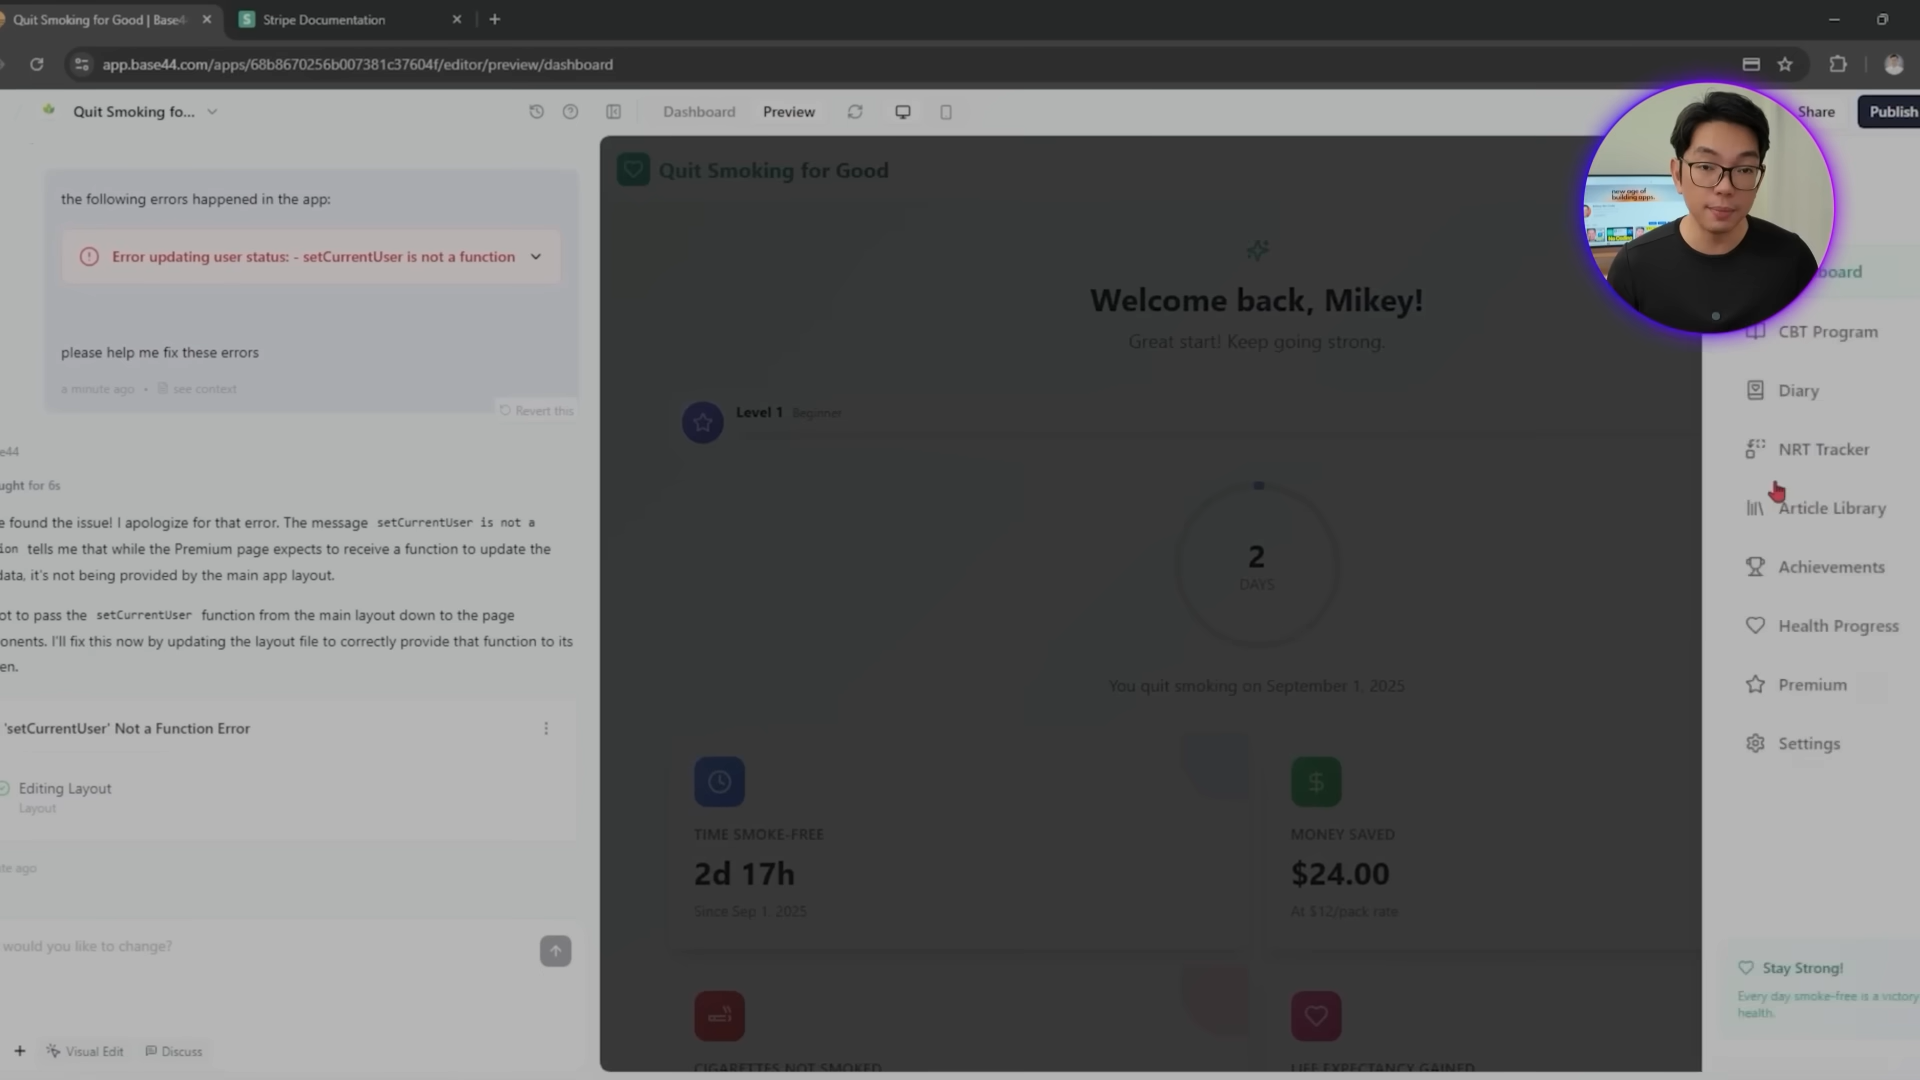 Quit Smoking for Good | Base4
Stripe Documentation
app.base44.com/apps/68b8670256b007381c37604f/editor/preview/dashboard
Quit Smoking fo...
Dashboard
Preview
Share
Publish
the following errors happened in the app:
Error updating user status: - setCurrentUser is not a function
please help me fix these errors
a minute ago • see context
Revert this
e44
ught for 6s
e found the issue! I apologize for that error. The message setCurrentUser is not a
ion tells me that while the Premium page expects to receive a function to update the
data, it's not being provided by the main app layout.
ot to pass the setCurrentUser function from the main layout down to the page
onents. I'll fix this now by updating the layout file to correctly provide that function to its
en.
'setCurrentUser' Not a Function Error
Editing Layout
Layout
te ago
would you like to change?
Visual Edit
Discuss
Quit Smoking for Good
Welcome back, Mikey!
Great start! Keep going strong.
Level 1 Beginner
2
DAYS
You quit smoking on September 1, 2025
TIME SMOKE-FREE
2d 17h
Since Sep 1, 2025
MONEY SAVED
$24.00
At $12/pack rate
CIGARETTES NOT SMOKED
LIFE EXPECTANCY GAINED
new age of
building apps.
board
CBT Program
Diary
NRT Tracker
Article Library
Achievements
Health Progress
Premium
Settings
Stay Strong!
Every day smoke-free is a victory
health.